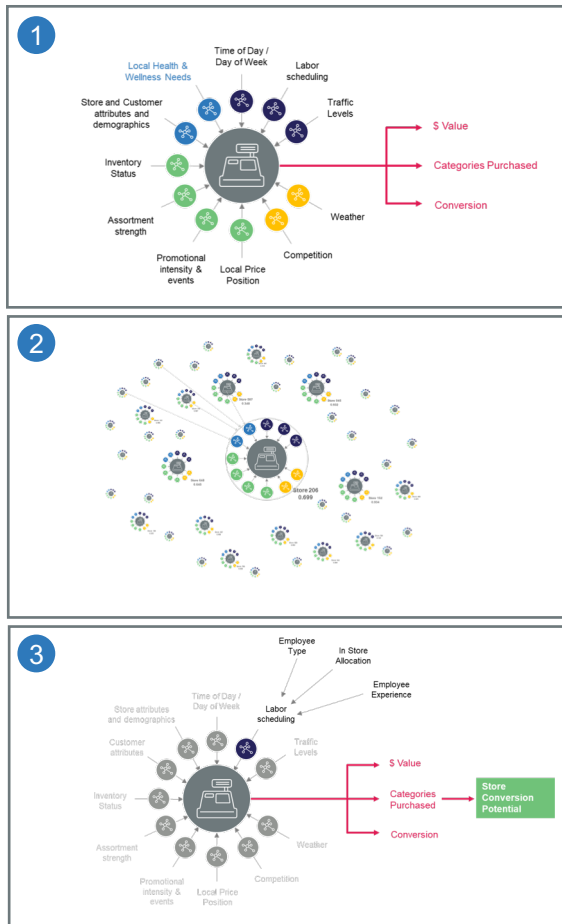 1
Time of Day /
Day of Week
Local Health &
Wellness Needs
Labor
scheduling
Store and Customer
attributes and
demographics
Traffic
Levels
$ Value
Inventory
Status
Categories Purchased
Conversion
Assortment
strength
Weather
Promotional
intensity &
events
Local Price
Position
Competition
2
Store 206
0.699
3
Employee
Type
In Store
Allocation
Employee
Experience
Time of Day /
Day of Week
Labor
scheduling
Store attributes
and demographics
Customer
attributes
Traffic
Levels
$ Value
Inventory
Status
Categories
Purchased
Store
Conversion
Potential
Conversion
Assortment
strength
Weather
Promotional
intensity &
events
Local Price
Position
Competition